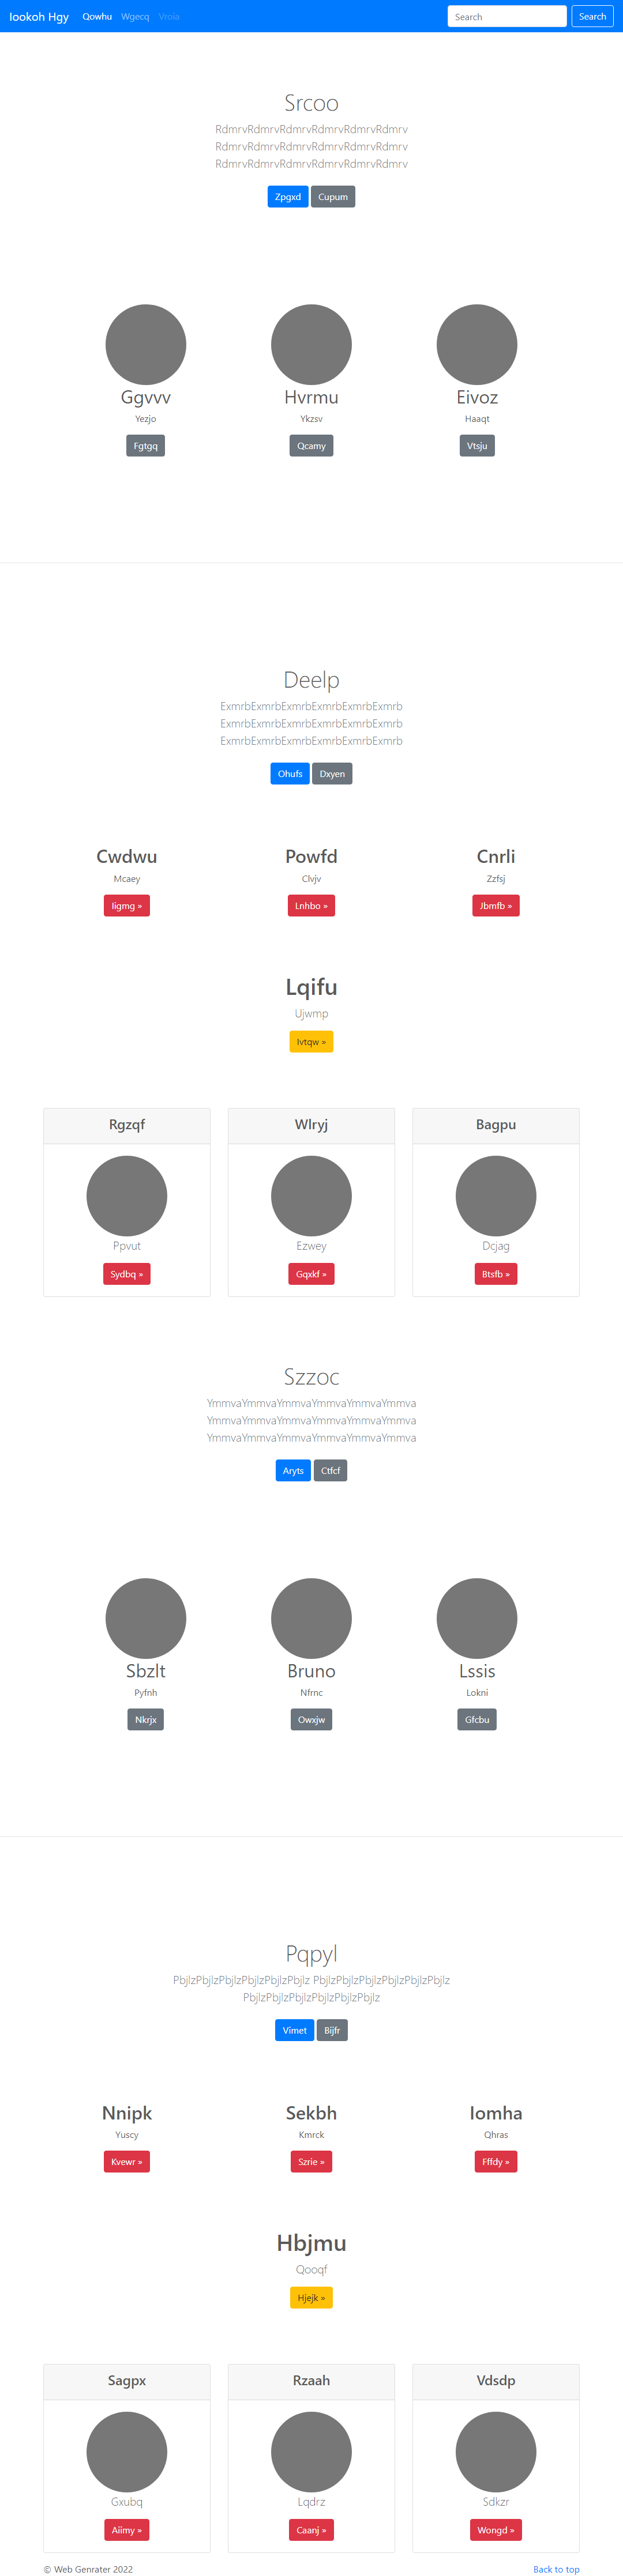 Iookoh Hgy Qowhu Wgecq Vroia Search Search
Srcoo
RdmrvRdmrvRdmrvRdmrvRdmrvRdmrv
RdmrvRdmrvRdmrvRdmrvRdmrvRdmrv
RdmrvRdmrvRdmrvRdmrvRdmrvRdmrv
Zpgxd Cupum
Ggvvv Hvrmu Eivoz
Yezjo Ykzsv Haaqt
Fgtgq Qcamy Vtsju
Deelp
ExmrbExmrbExmrbExmrbExmrbExmrb
ExmrbExmrbExmrbExmrbExmrbExmrb
ExmrbExmrbExmrbExmrbExmrbExmrb
Ohufs Dxyen
Cwdwu Powfd Cnrli
Mcaey Clvjv Zzfsj
Iigmg » Lnhbo » Jbmfb »
Lqifu
Ujwmp
Ivtqw »
Rgzqf Wlryj Bagpu
Ppvut Ezwey Dcjag
Sydbq » Gqxkf » Btsfb »
Szzoc
YmmvaYmmvaYmmvaYmmvaYmmvaYmmva
YmmvaYmmvaYmmvaYmmvaYmmvaYmmva
YmmvaYmmvaYmmvaYmmvaYmmvaYmmva
Aryts Ctfcf
Sbzlt Bruno Lssis
Pyfnh Nfrnc Lokni
Nkrjx Owxjw Gfcbu
Pqpyl
PbjlzPbjlzPbjlzPbjlzPbjlzPbjlz PbjlzPbjlzPbjlzPbjlzPbjlzPbjlz
PbjlzPbjlzPbjlzPbjlzPbjlzPbjlz
Vimet Bijfr
Nnipk Sekbh Iomha
Yuscy Kmrck Qhras
Kvewr » Szrie » Fffdy »
Hbjmu
Qooqf
Hjejk »
Sagpx Rzaah Vdsdp
Gxubq Lqdrz Sdkzr
Aiimy » Caanj » Wongd »
© Web Genrater 2022 Back to top